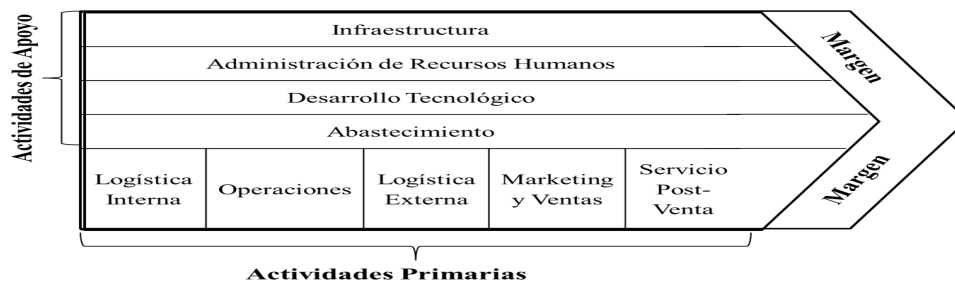 Actividades de Apoyo
Infraestructura
Administración de Recursos Humanos
Desarrollo Tecnológico
Abastecimiento
Logística
Interna
Operaciones
Logística
Externa
Marketing
y Ventas
Servicio
Post-
Venta
Margen
Margen
Actividades Primarias